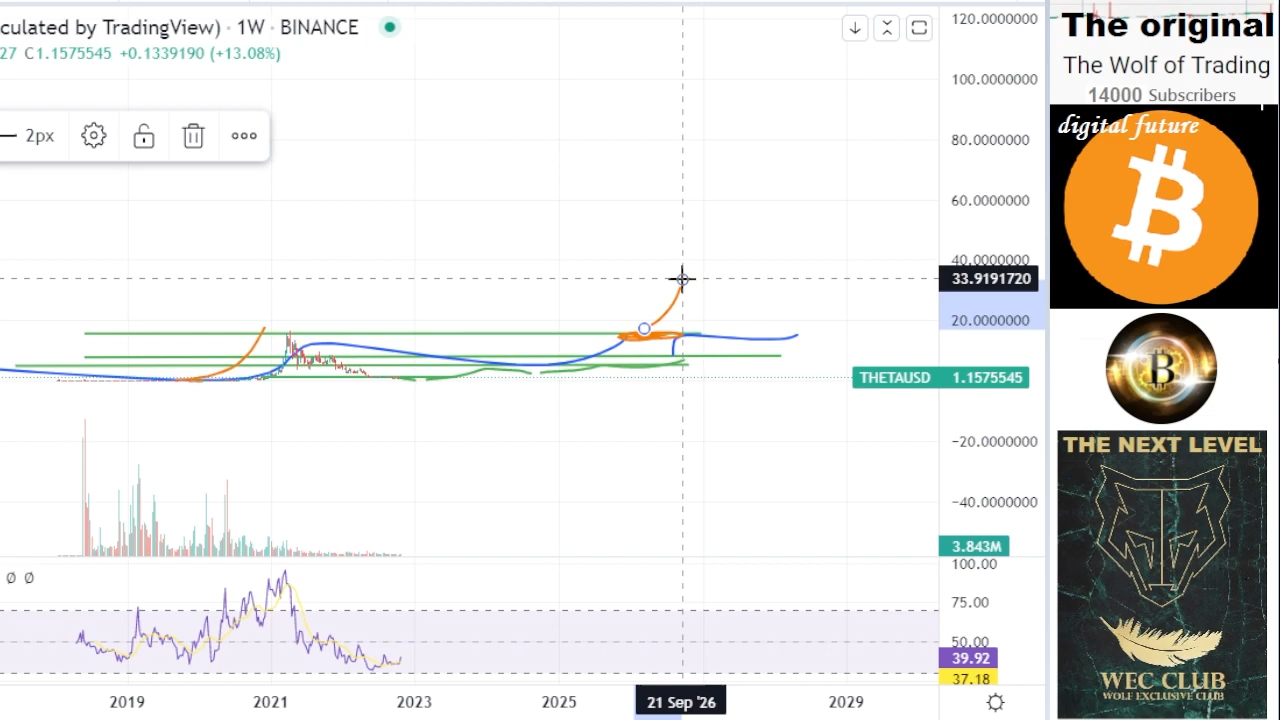 culated by TradingView) · 1W · BINANCE
27 C1.1575545 +0.1339190 (+13.08%)
2px
120.0000000
100.0000000
80.0000000
60.0000000
40.0000000
33.9191720
20.0000000
THETAUSD 1.1575545
−20.0000000
−40.0000000
3.843M
Ø Ø
100.00
75.00
50.00
39.92
37.18
2019
2021
2023
2025
21 Sep '26
2029
The original
The Wolf of Trading
14000 Subscribers
digital future
THE NEXT LEVEL
WEC CLUB
WOLF EXCLUSIVE CLUB